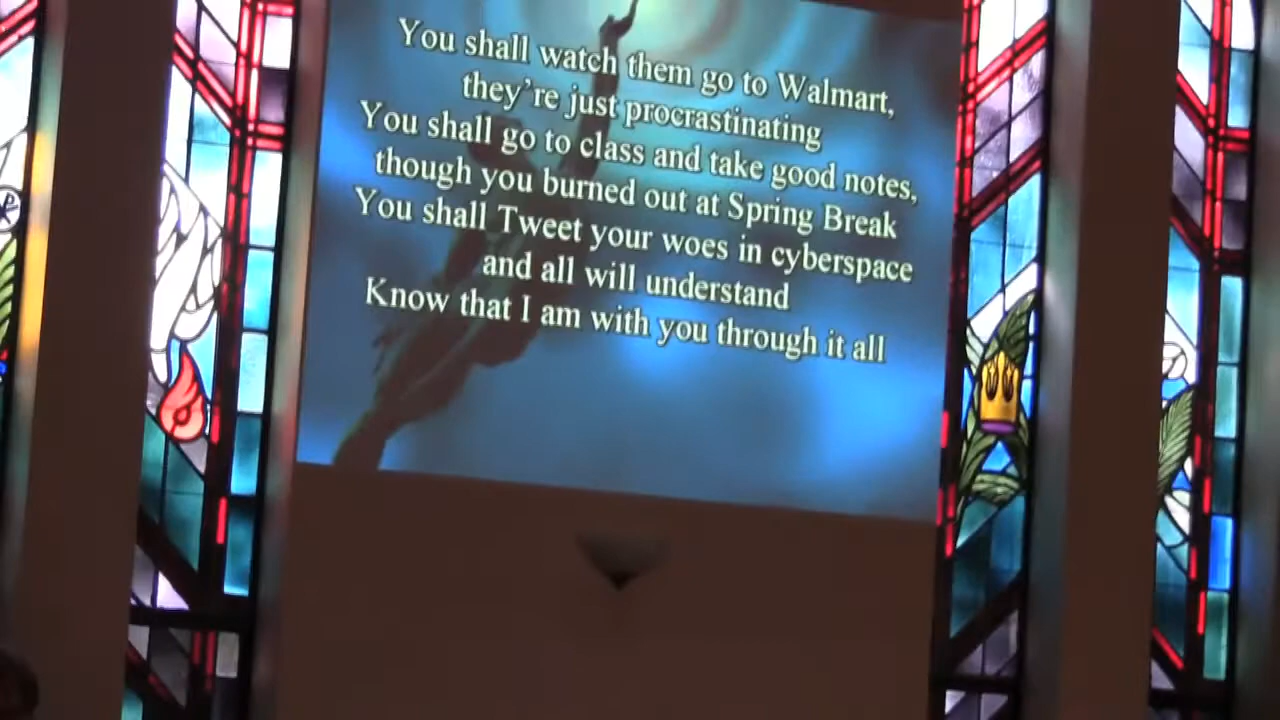 You shall watch them go to Walmart,
they're just procrastinating
You shall go to class and take good notes,
though you burned out at Spring Break
You shall Tweet your woes in cyberspace
and all will understand
Know that I am with you through it all